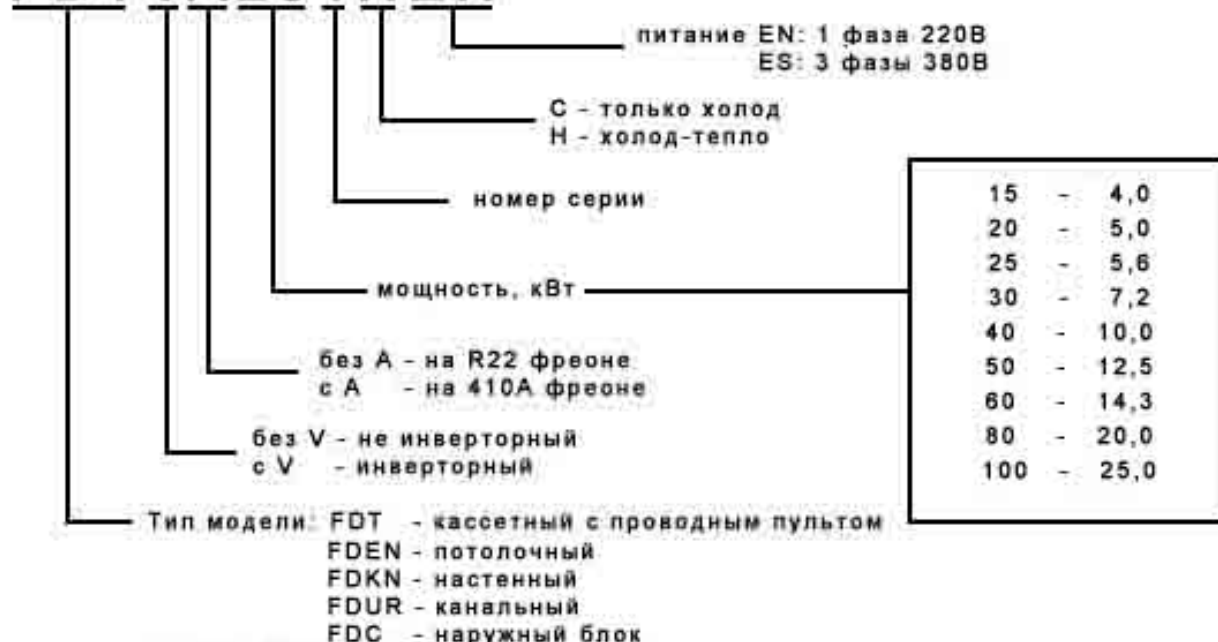 питание EN: 1 фаза 220В
ES: 3 фазы 380В
С - только холод
Н - холод-тепло
номер серии
мощность, кВт
15 - 4,0
20 - 5,0
25 - 5,6
30 - 7,2
40 - 10,0
50 - 12,5
60 - 14,3
80 - 20,0
100 - 25,0
без А - на R22 фреоне
с А - на 410А фреоне
без V - не инверторный
с V - инверторный
Тип модели: FDT - кассетный с проводным пультом
FDEN - потолочный
FDKN - настенный
FDUR - канальный
FDC - наружный блок